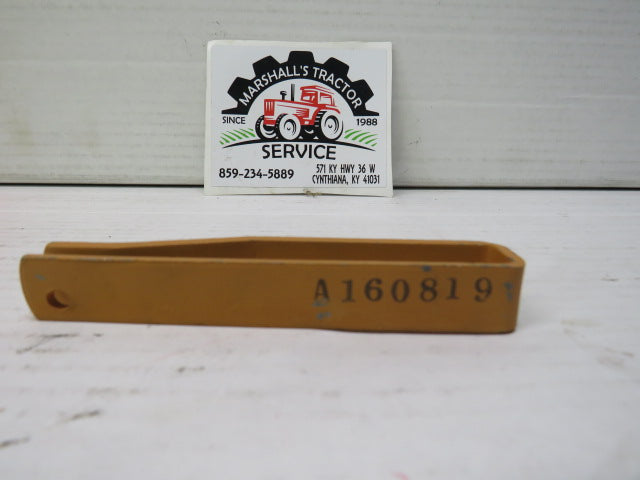 MARSHALL'S TRACTOR
SINCE 1988
SERVICE
859-234-5889
571 KY HWY 36 W
CYNTHIANA, KY 41031
A160819